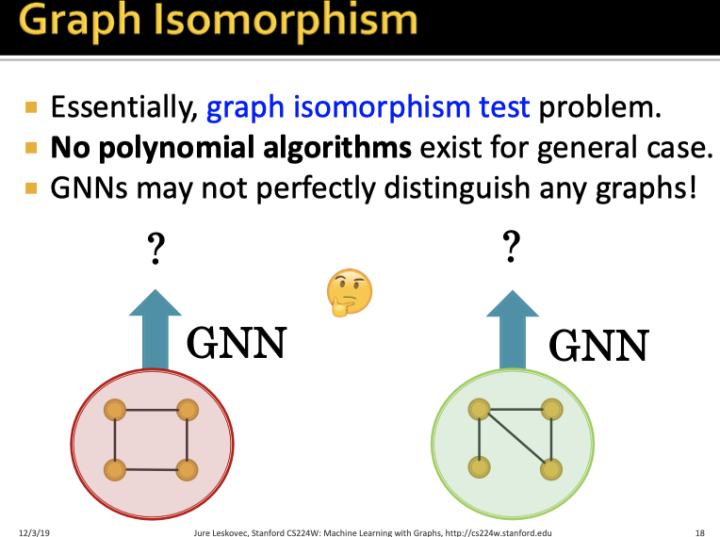 Graph Isomorphism
Essentially, graph isomorphism test problem.
No polynomial algorithms exist for general case.
GNNs may not perfectly distinguish any graphs!
? ?
GNN GNN
12/3/19 Jure Leskovec, Stanford CS224W: Machine Learning with Graphs, http://cs224w.stanford.edu 18